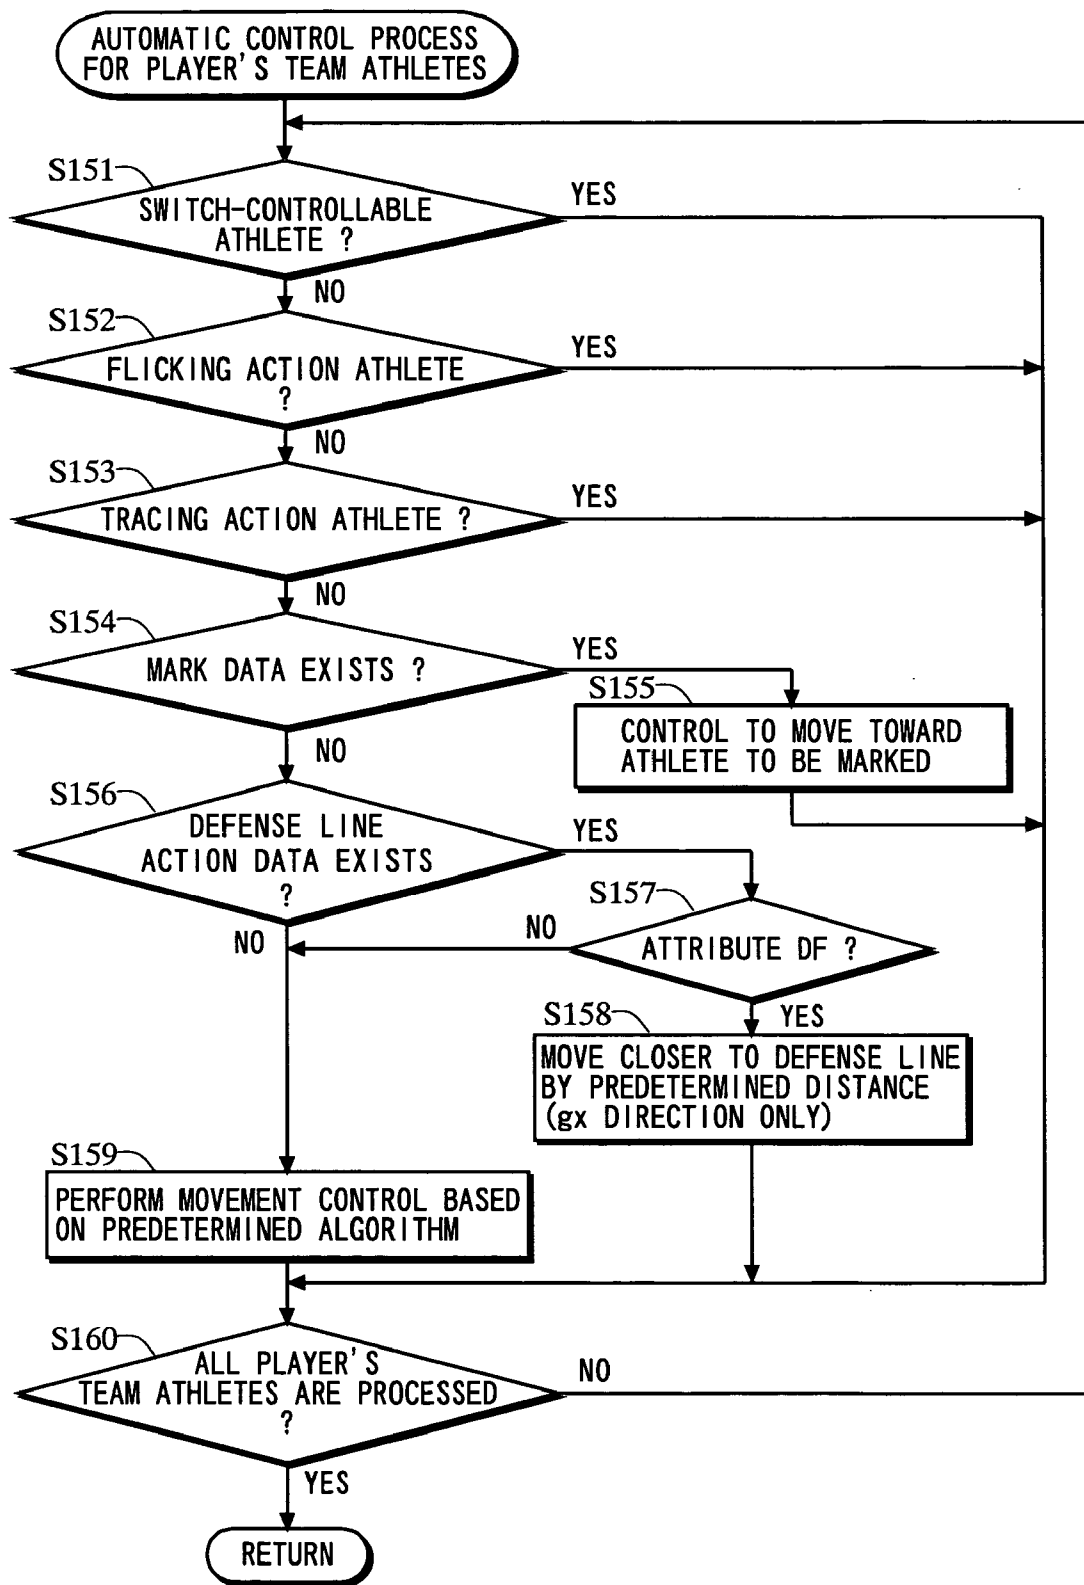 AUTOMATIC CONTROL PROCESS
FOR PLAYER'S TEAM ATHLETES
S151
SWITCH-CONTROLLABLE
ATHLETE ?
YES
NO
S152
FLICKING ACTION ATHLETE
?
YES
NO
S153
TRACING ACTION ATHLETE ?
YES
NO
S154
MARK DATA EXISTS ?
YES
NO
S155
CONTROL TO MOVE TOWARD
ATHLETE TO BE MARKED
S156
DEFENSE LINE
ACTION DATA EXISTS
?
YES
NO
S157
ATTRIBUTE DF ?
NO
YES
S158
MOVE CLOSER TO DEFENSE LINE
BY PREDETERMINED DISTANCE
(gx DIRECTION ONLY)
S159
PERFORM MOVEMENT CONTROL BASED
ON PREDETERMINED ALGORITHM
S160
ALL PLAYER'S
TEAM ATHLETES ARE PROCESSED
?
NO
YES
RETURN